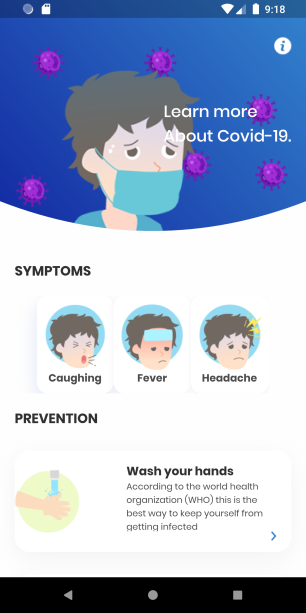 9:18
Learn more
About Covid-19.
SYMPTOMS
Caughing Fever Headache
PREVENTION
Wash your hands
According to the world health
organization (WHO) this is the
best way to keep yourself from
getting infected